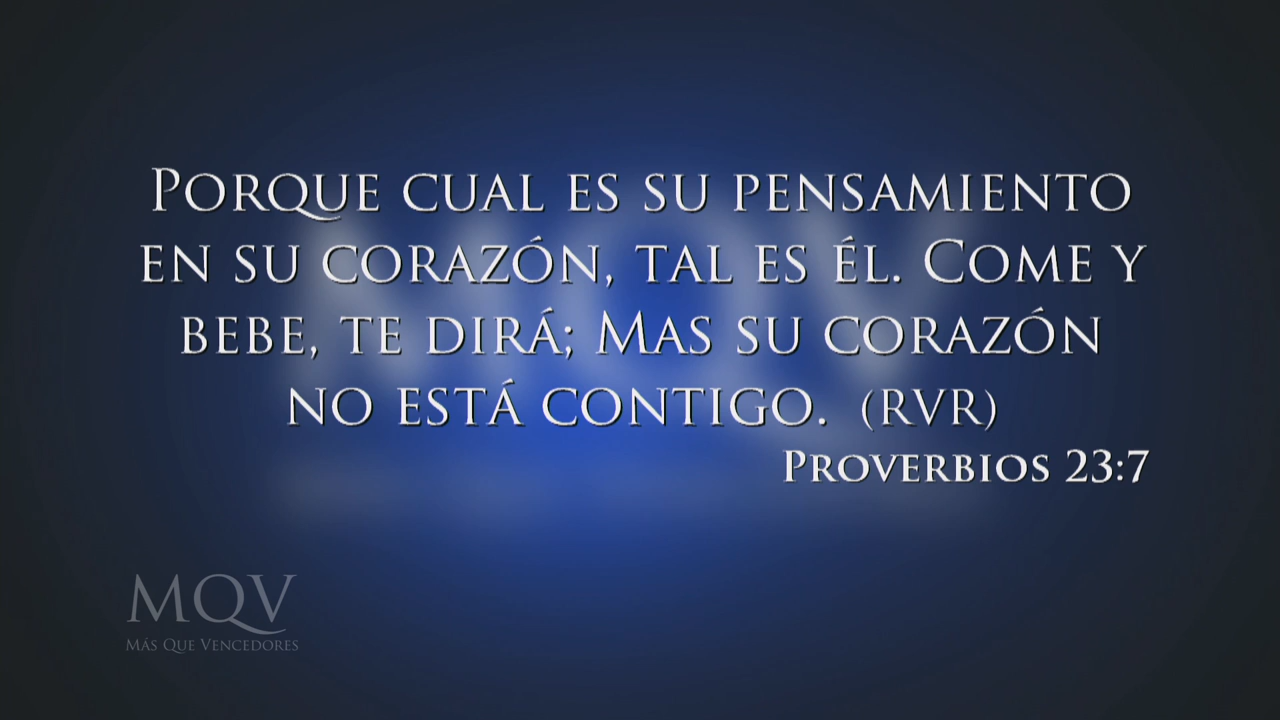 Porque cual es su pensamiento
en su corazón, tal es él. Come y
bebe, te dirá; Mas su corazón
no está contigo. (RVR)
Proverbios 23:7
MQV
Más Que Vencedores